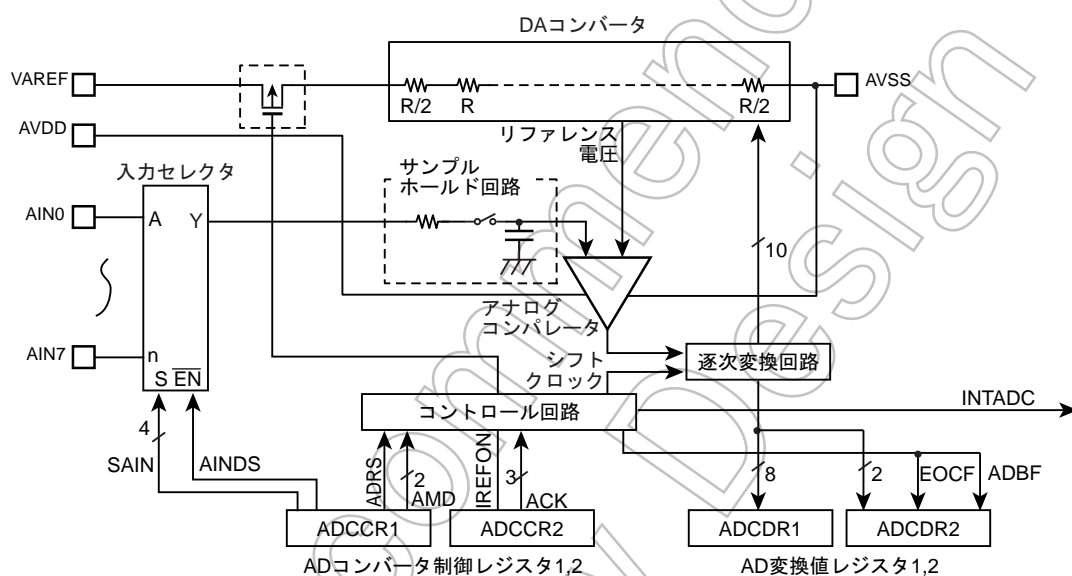 DAコンバータ
VAREF
R/2
R
R/2
AVSS
AVDD
リファレンス
電圧
入力セレクタ
サンプル
ホールド回路
AIN0
A
Y
10
アナログ
コンパレータ
AIN7
n
S EN
シフト
クロック
逐次変換回路
コントロール回路
INTADC
4
SAIN
AINDS
ADRS
2
AMD
IREFON
3
ACK
8
2
EOCF
ADBF
ADCCR1
ADCCR2
ADCDR1
ADCDR2
ADコンバータ制御レジスタ1,2
AD変換値レジスタ1,2